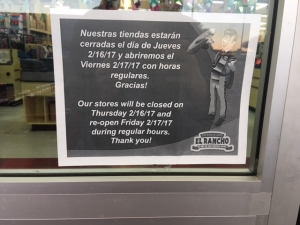 Nuestras tiendas estarán
cerradas el día de Jueves
2/16/17 y abriremos el
Viernes 2/17/17 con horas
regulares.
Gracias!
Our stores will be closed on
Thursday 2/16/17 and
re-open Friday 2/17/17
during regular hours.
Thank you!
EL RANCHO